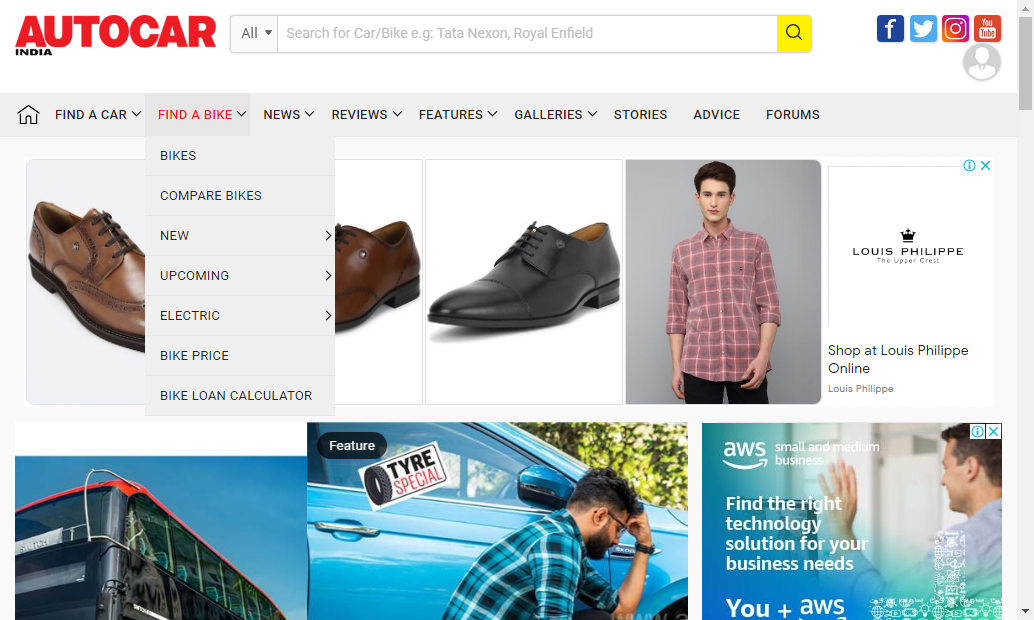 AUTOCAR
INDIA
All
Search for Car/Bike e.g: Tata Nexon, Royal Enfield
f
You
Tube
FIND A CAR
FIND A BIKE
NEWS
REVIEWS
FEATURES
GALLERIES
STORIES
ADVICE
FORUMS
BIKES
COMPARE BIKES
NEW
UPCOMING
ELECTRIC
BIKE PRICE
BIKE LOAN CALCULATOR
LOUIS PHILIPPE
The Upper Crest
Shop at Louis Philippe
Online
Louis Philippe
Feature
TYRE
SPECIAL
aws small and medium
business
Find the right
technology
solution for your
business needs
You + aws